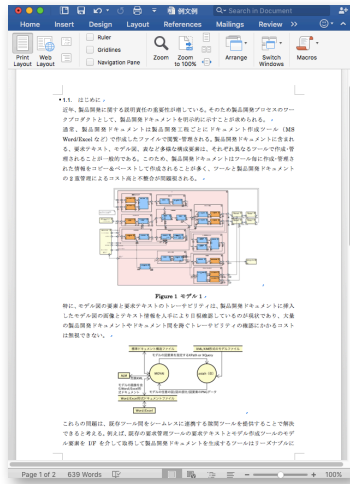 例文例
Search in Document
Home Insert Design Layout References Mailings Review
Print Layout
Web Layout
Ruler
Gridlines
Navigation Pane
Zoom
Zoom to 100%
Arrange
Switch Windows
Macros
1.1. はじめに
近年、製品開発に関する説明責任の重要性が増している。そのため製品開発プロセスのワー
クプロダクトとして、製品開発ドキュメントを明示的に示すことが求められる。
通常、製品開発ドキュメントは製品開発工程ごとにドキュメント作成ツール（MS
Word/Excel など）で作成したファイルで閲覧・管理される。製品開発ドキュメントに含まれ
る、要求テキスト、モデル図、表など多様な構成要素は、それぞれ異なるツールで作成・管
理されることが一般的である。このため、製品開発ドキュメントはツール毎に作成・管理さ
れた情報をコピー&ペーストして作成されることが多く、ツールと製品開発ドキュメント
の２重管理によるコスト高と不整合が問題視される。
Figure 1 モデル 1
特に、モデル図の要素と要求テキストのトレーサビリティは、製品開発ドキュメントに挿入
したモデル図の画像とテキスト情報を人手により目視確認しているのが現状であり、大量
の製品開発ドキュメントやドキュメント間を跨ぐトレーサビリティの確認にかかるコスト
は無視できない。
Word/Excel
これらの問題は、既存ツール間をシームレスに連携する限間ツールを提供することで解決
できると考える。例えば、既存の要求管理ツールの要求テキストとモデル作成ツールのモデ
ル要素を I/F を介して取得して製品開発ドキュメントを生成するツールはリーズナブルに
Page 1 of 2 639 Words 100%